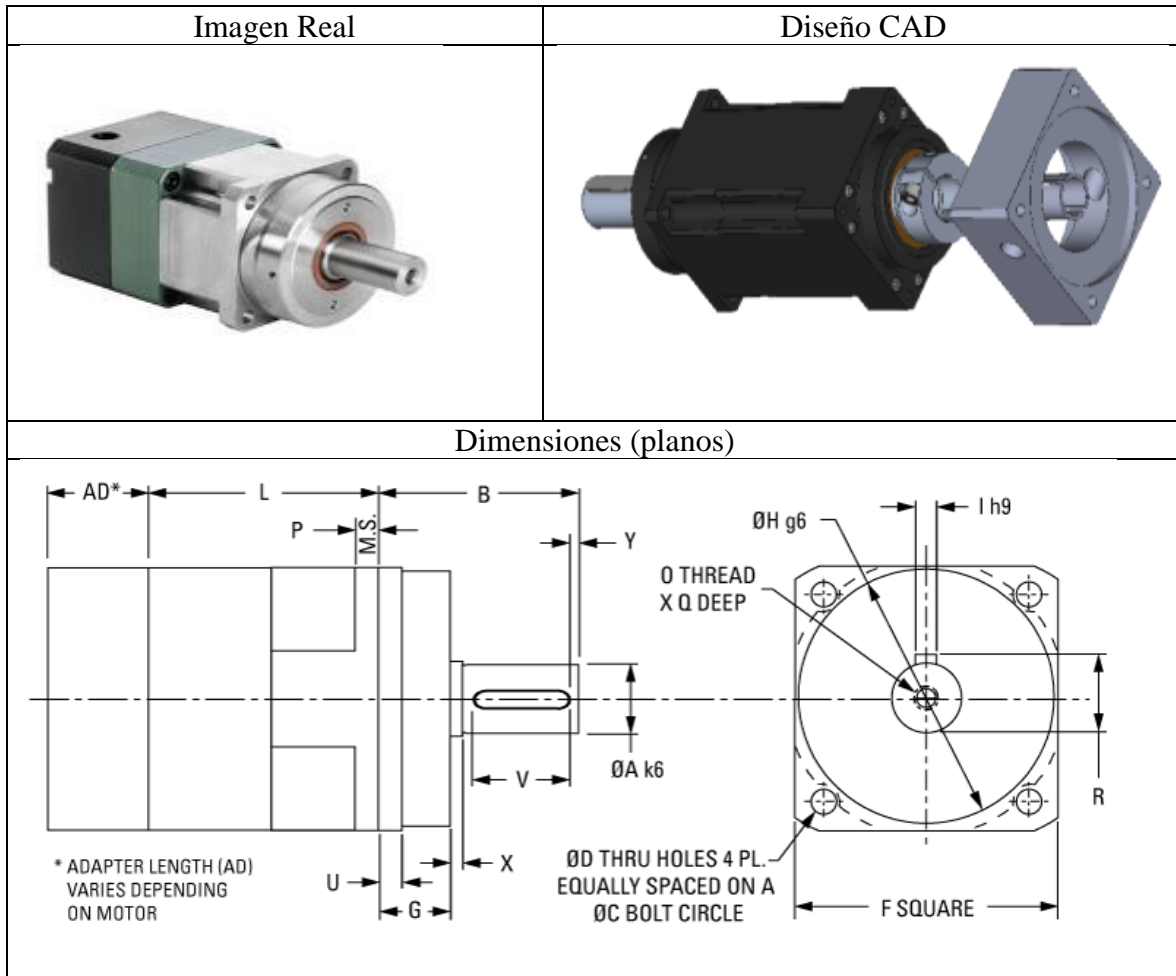 Imagen Real
Diseño CAD
Dimensiones (planos)
AD*
L
B
P
M.S.
Y
ØA k6
V
X
U
G
* ADAPTER LENGTH (AD)
VARIES DEPENDING
ON MOTOR
I h9
ØH g6
O THREAD
X Q DEEP
R
ØD THRU HOLES 4 PL.
EQUALLY SPACED ON A
ØC BOLT CIRCLE
F SQUARE